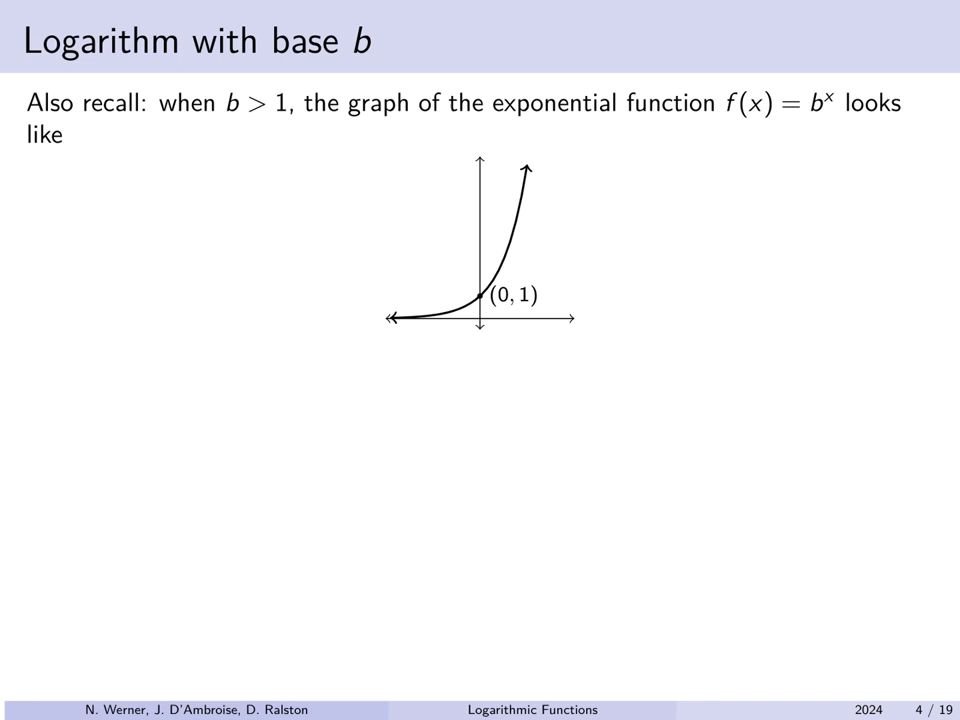 Logarithm with base b
Also recall: when b > 1, the graph of the exponential function f(x) = bˣ looks
like
(0, 1)
N. Werner, J. D'Ambroise, D. Ralston Logarithmic Functions 2024 4 / 19